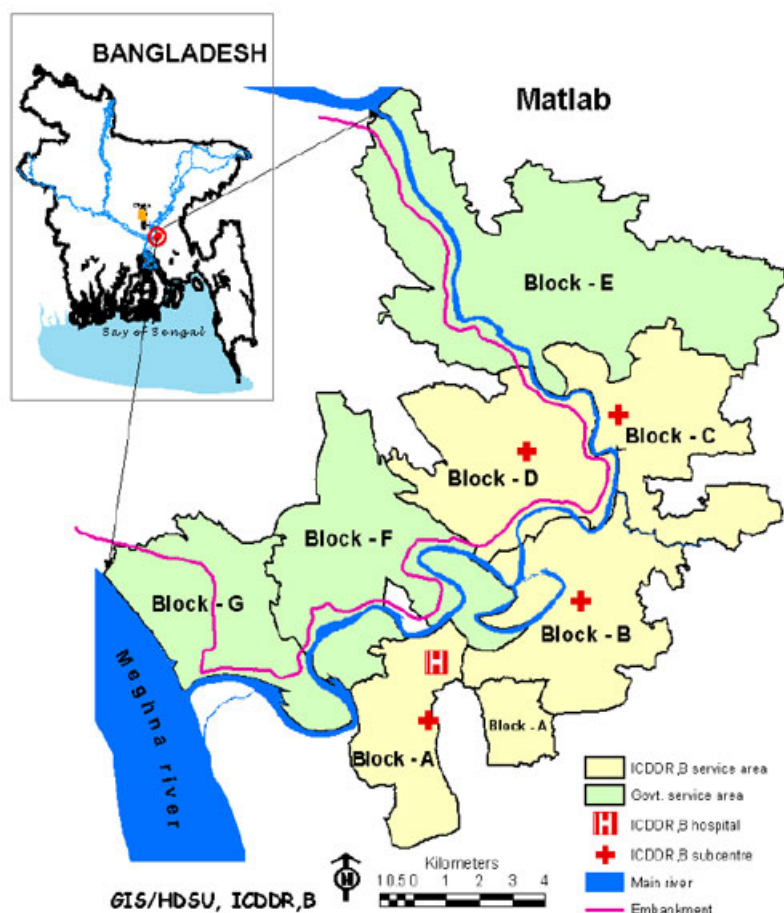 BANGLADESH
Bay of Bengal
Matlab
Block - E
Block - C
Block - D
Block - F
Block - G
Block - B
Block - A
Block - A
Meghna river
ICDDR,B service area
Govt. service area
H ICDDR,B hospital
ICDDR,B subcentre
Main river
Embankment
Kilometers
1 0.5 0 1 2 3 4
N
GIS/HDSU, ICDDR,B